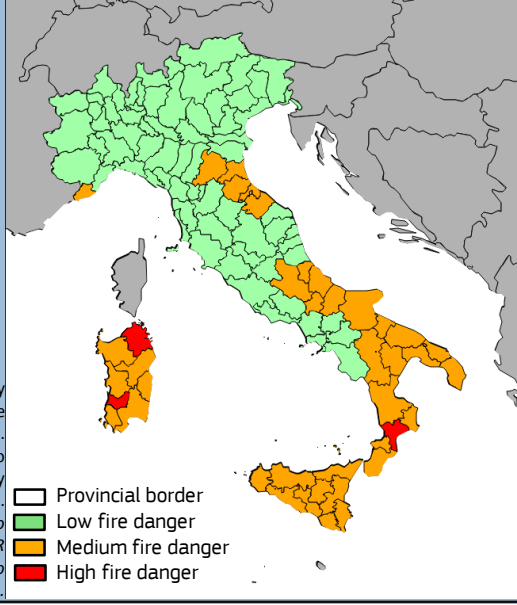 Provincial border
Low fire danger
Medium fire danger
High fire danger